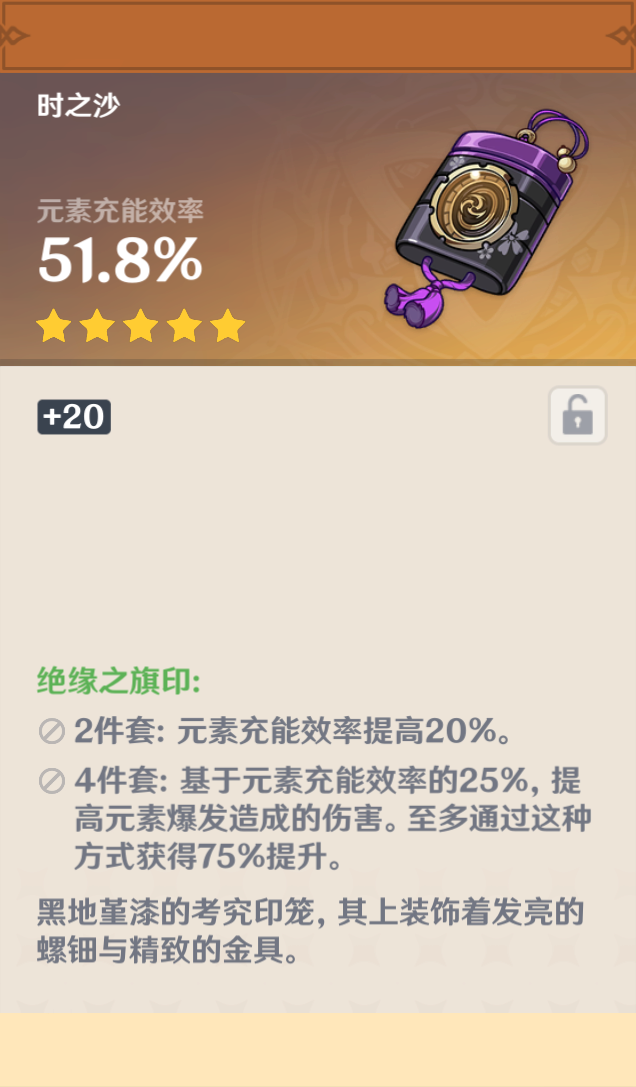 时之沙
元素充能效率
51.8%
+20
绝缘之旗印:
2件套: 元素充能效率提高20%。
4件套: 基于元素充能效率的25%, 提
高元素爆发造成的伤害。至多通过这种
方式获得75%提升。
黑地堇漆的考究印笼, 其上装饰着发亮的
螺钿与精致的金具。